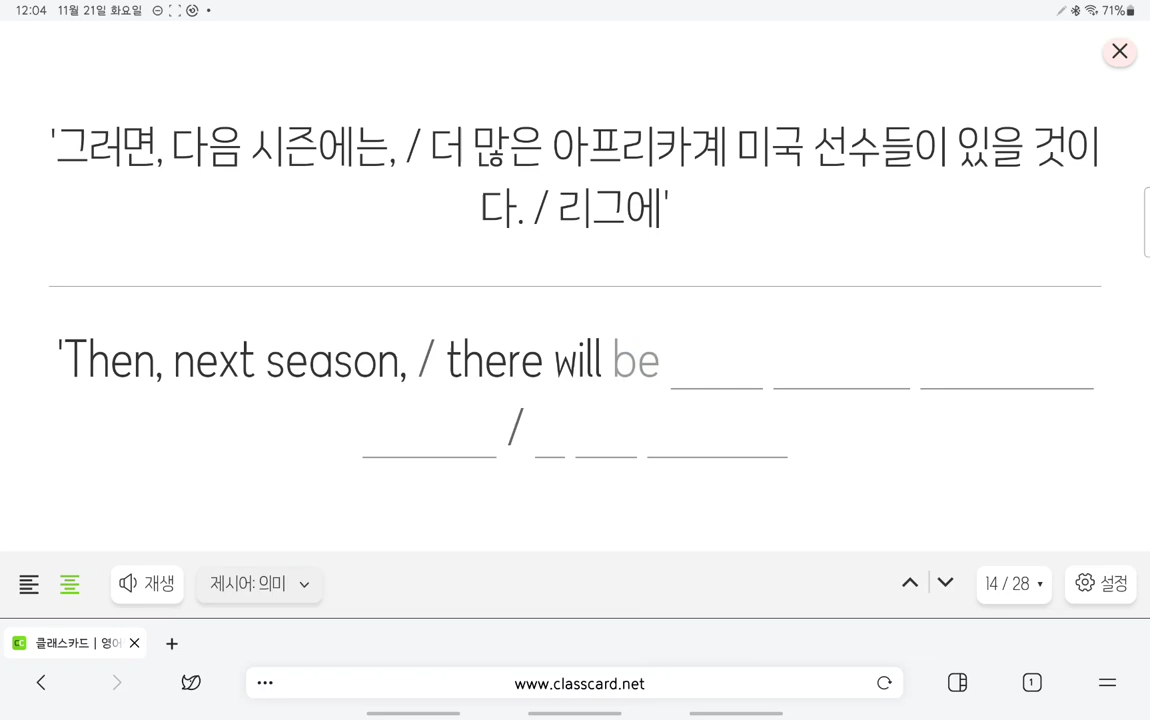 12:04 11월 21일 화요일
71%
'그러면, 다음 시즌에는, / 더 많은 아프리카계 미국 선수들이 있을 것이
다. / 리그에'
'Then, next season, / there will be
/
재생
제시어: 의미
14 / 28
설정
클래스카드 | 영어
www.classcard.net
1